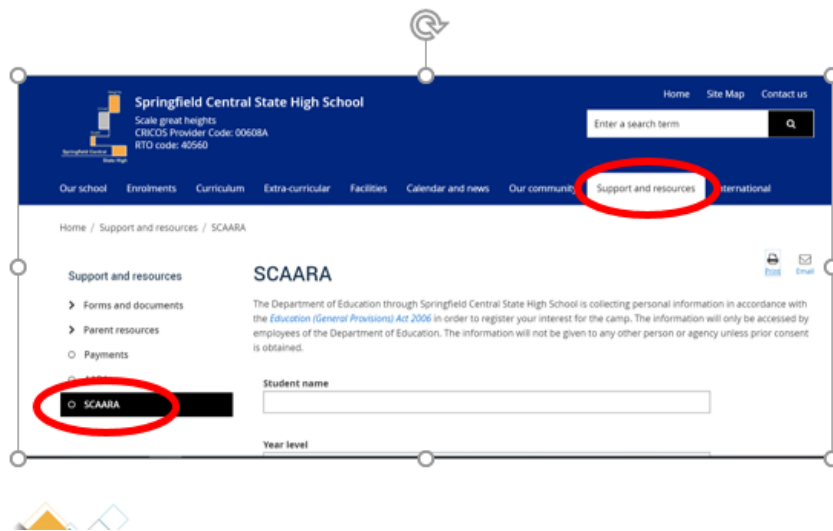 Springfield Central State High School
Scale great heights
CRICOS Provider Code: 00608A
RTO code: 40560
Springfield Central
State High
Home Site Map Contact us
Enter a search term
Our school Enrolments Curriculum Extra-curricular Facilities Calendar and news Our community Support and resources International
Home / Support and resources / SCAARA
Support and resources
Forms and documents
Parent resources
Payments
SCAARA
Print Email
SCAARA
The Department of Education through Springfield Central State High School is collecting personal information in accordance with
the Education (General Provisions) Act 2006 in order to register your interest for the camp. The information will only be accessed by
employees of the Department of Education. The information will not be given to any other person or agency unless prior consent
is obtained.
Student name
Year level